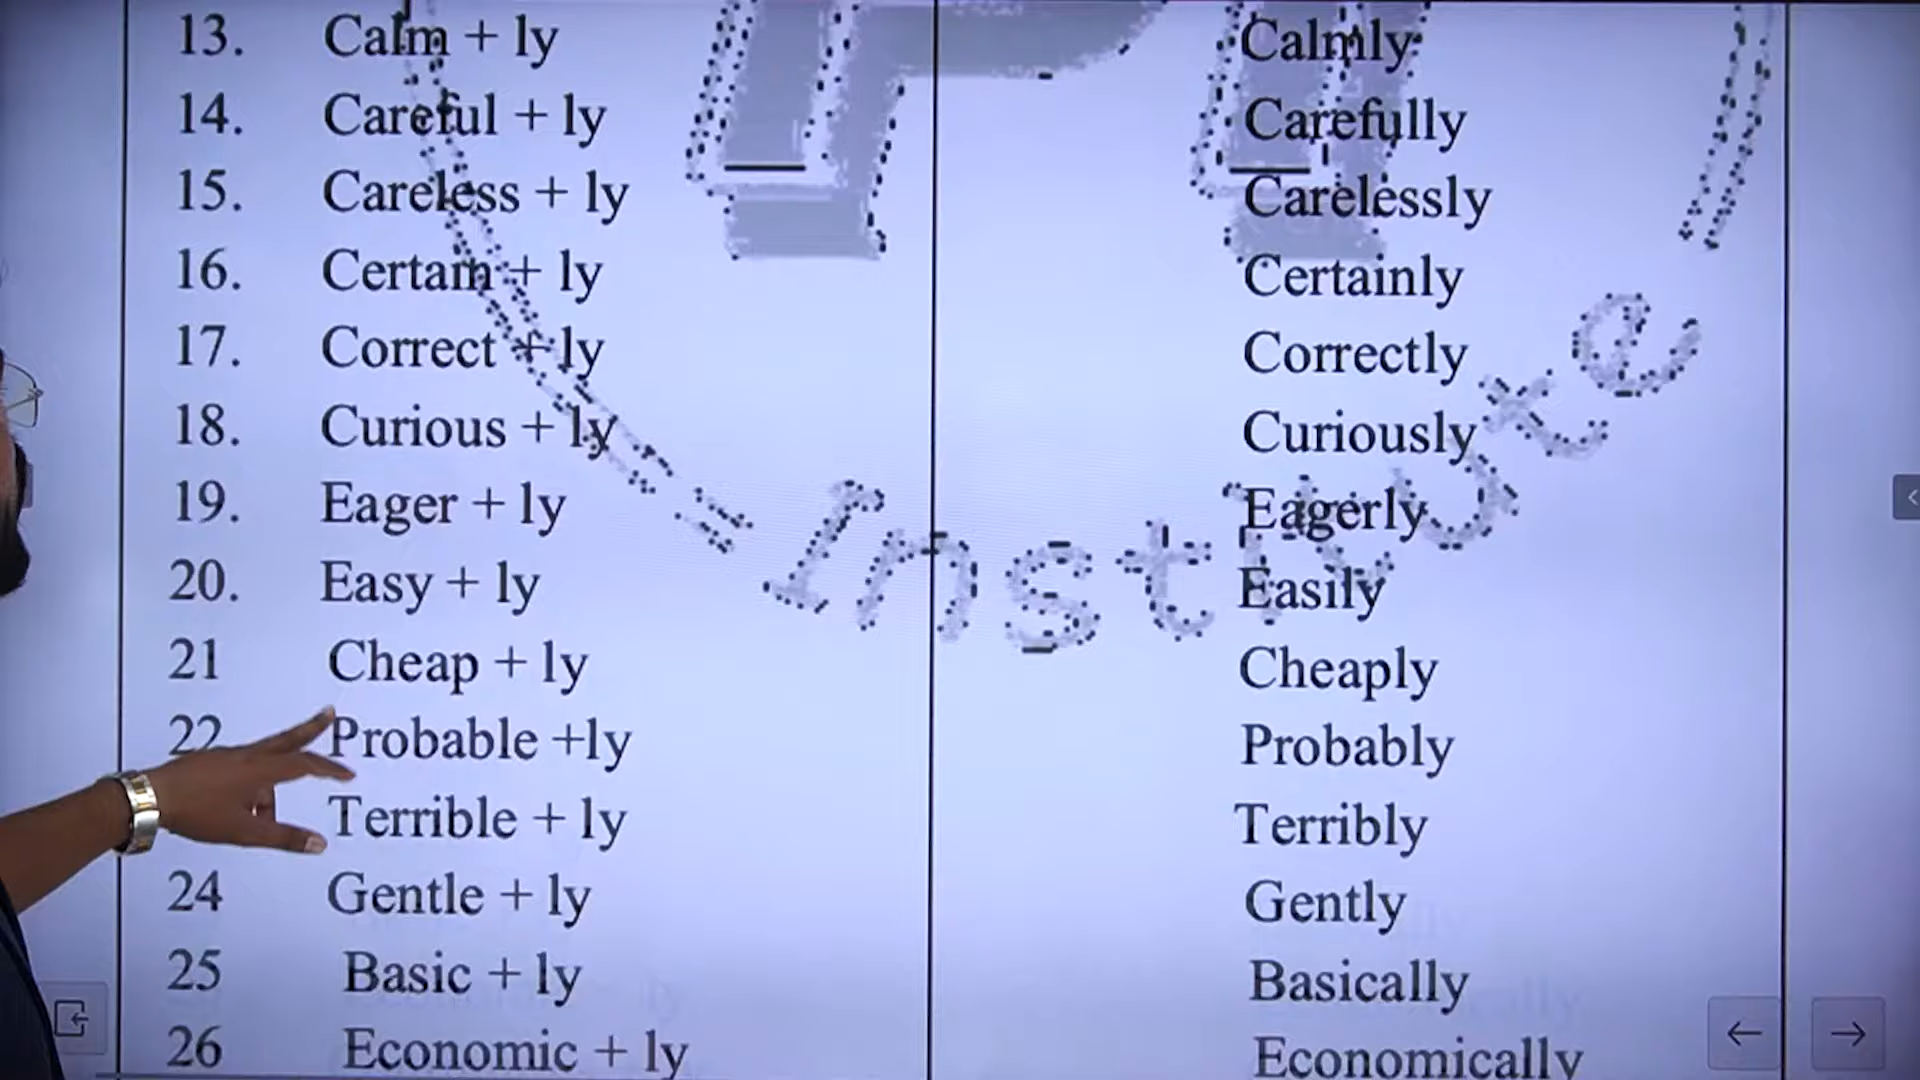 13. Calm + ly Calmly
14. Careful + ly Carefully
15. Careless + ly Carelessly
16. Certain + ly Certainly
17. Correct + ly Correctly
18. Curious + ly Curiously
19. Eager + ly Eagerly
20. Easy + ly Easily
21 Cheap + ly Cheaply
22 Probable +ly Probably
Terrible + ly Terribly
24 Gentle + ly Gently
25 Basic + ly Basically
26 Economic + ly Economically
Institute